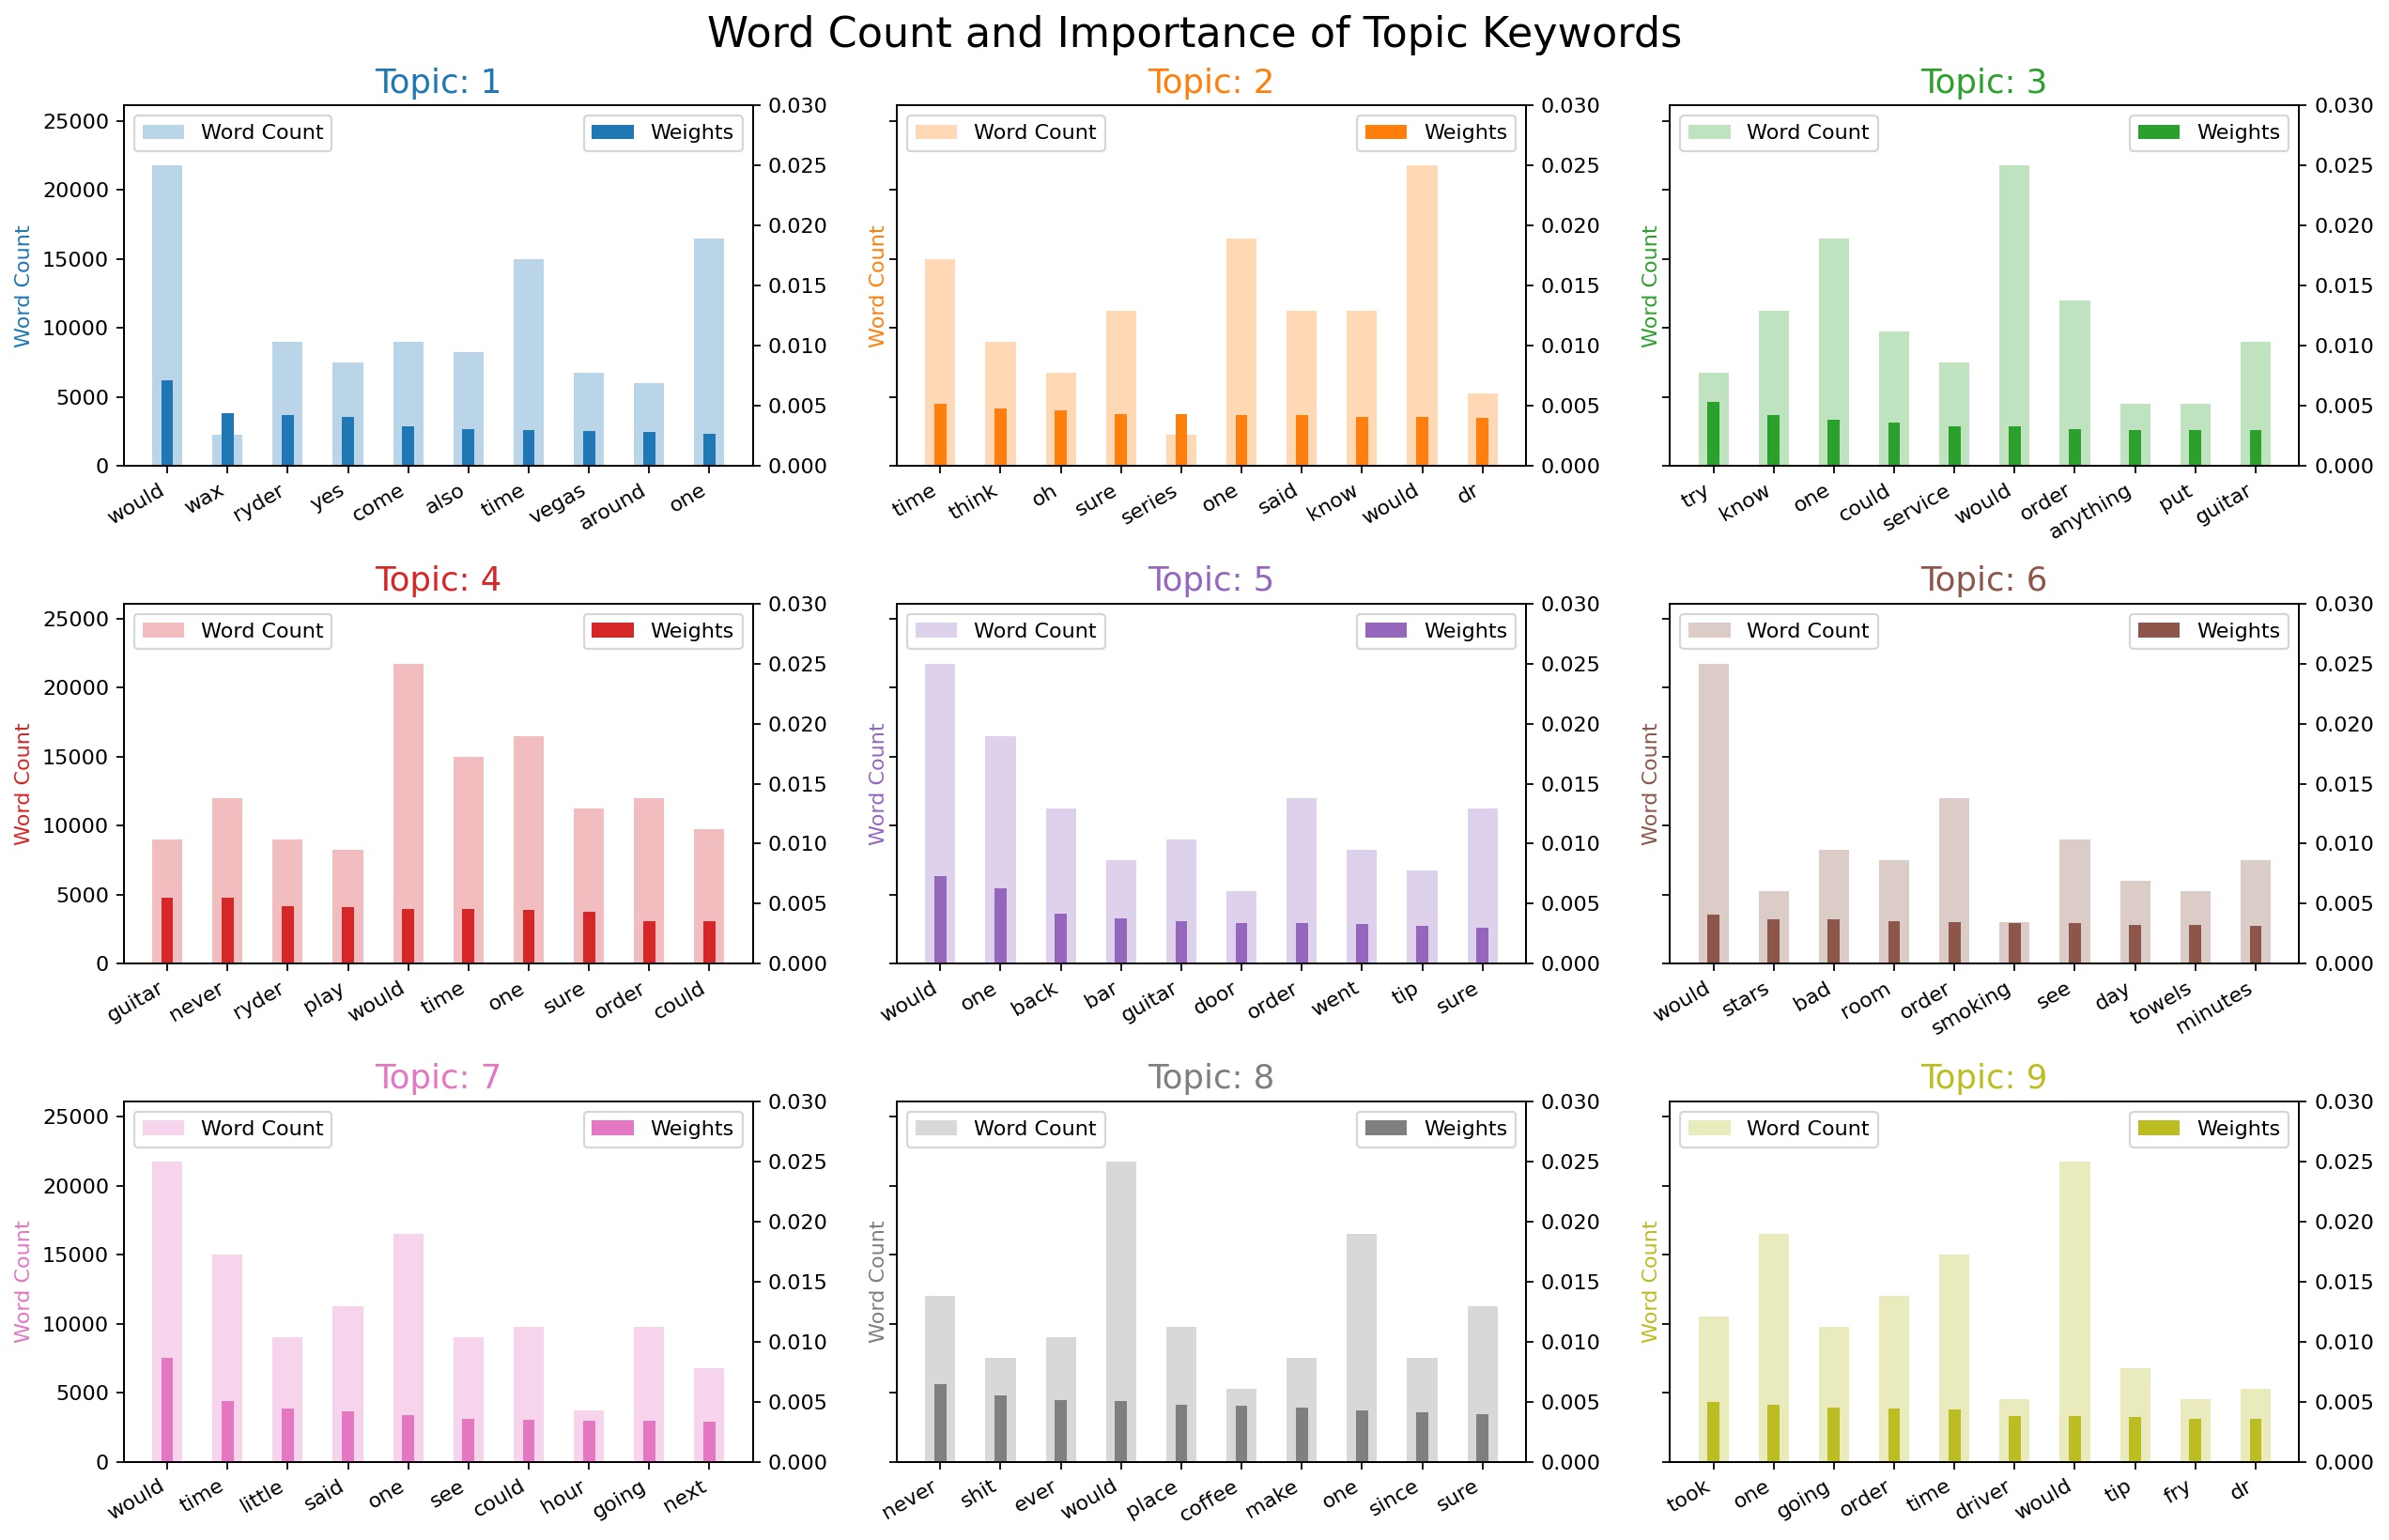 Word Count and Importance of Topic Keywords
Topic: 1
Word Count
Weights
Word Count
25000
20000
15000
10000
5000
0
0.030
0.025
0.020
0.015
0.010
0.005
0.000
would wax ryder yes come also time vegas around one
Topic: 2
Word Count
Weights
Word Count
0.030
0.025
0.020
0.015
0.010
0.005
0.000
time think oh sure series one said know would dr
Topic: 3
Word Count
Weights
Word Count
0.030
0.025
0.020
0.015
0.010
0.005
0.000
try know one could service would order anything put guitar
Topic: 4
Word Count
Weights
Word Count
25000
20000
15000
10000
5000
0
0.030
0.025
0.020
0.015
0.010
0.005
0.000
guitar never ryder play would time one sure order could
Topic: 5
Word Count
Weights
Word Count
0.030
0.025
0.020
0.015
0.010
0.005
0.000
would one back bar guitar door order went tip sure
Topic: 6
Word Count
Weights
Word Count
0.030
0.025
0.020
0.015
0.010
0.005
0.000
would stars bad room order smoking see day towels minutes
Topic: 7
Word Count
Weights
Word Count
25000
20000
15000
10000
5000
0
0.030
0.025
0.020
0.015
0.010
0.005
0.000
would time little said one see could hour going next
Topic: 8
Word Count
Weights
Word Count
0.030
0.025
0.020
0.015
0.010
0.005
0.000
never shit ever would place coffee make one since sure
Topic: 9
Word Count
Weights
Word Count
0.030
0.025
0.020
0.015
0.010
0.005
0.000
took one going order time driver would tip fry dr